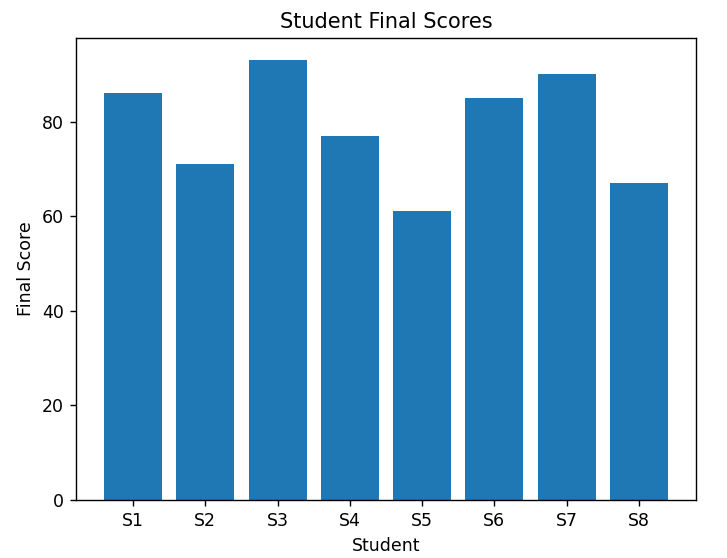 Student Final Scores
Final Score
80
60
40
20
0
S1 S2 S3 S4 S5 S6 S7 S8
Student